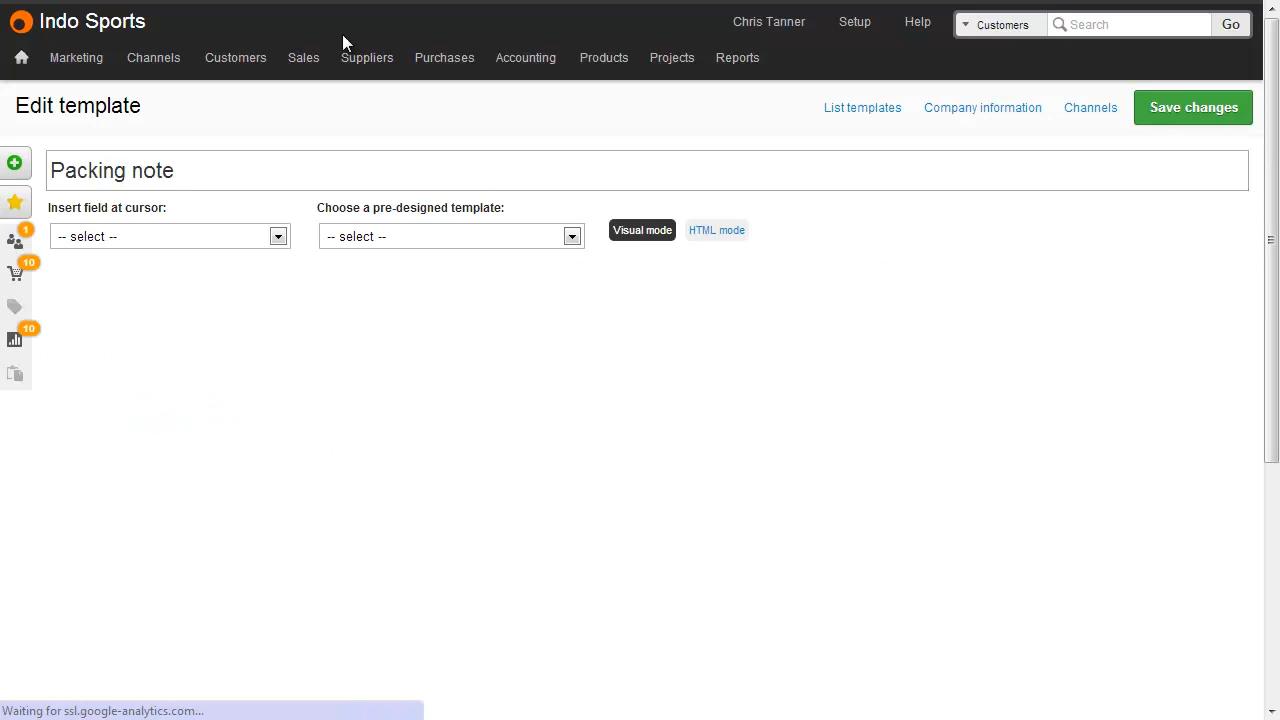 Indo Sports
Chris Tanner Setup Help Customers Search Go
Marketing Channels Customers Sales Suppliers Purchases Accounting Products Projects Reports
Edit template
List templates Company information Channels Save changes
Packing note
Insert field at cursor: Choose a pre-designed template:
-- select -- -- select -- Visual mode HTML mode
1
10
10
Waiting for ssl.google-analytics.com...